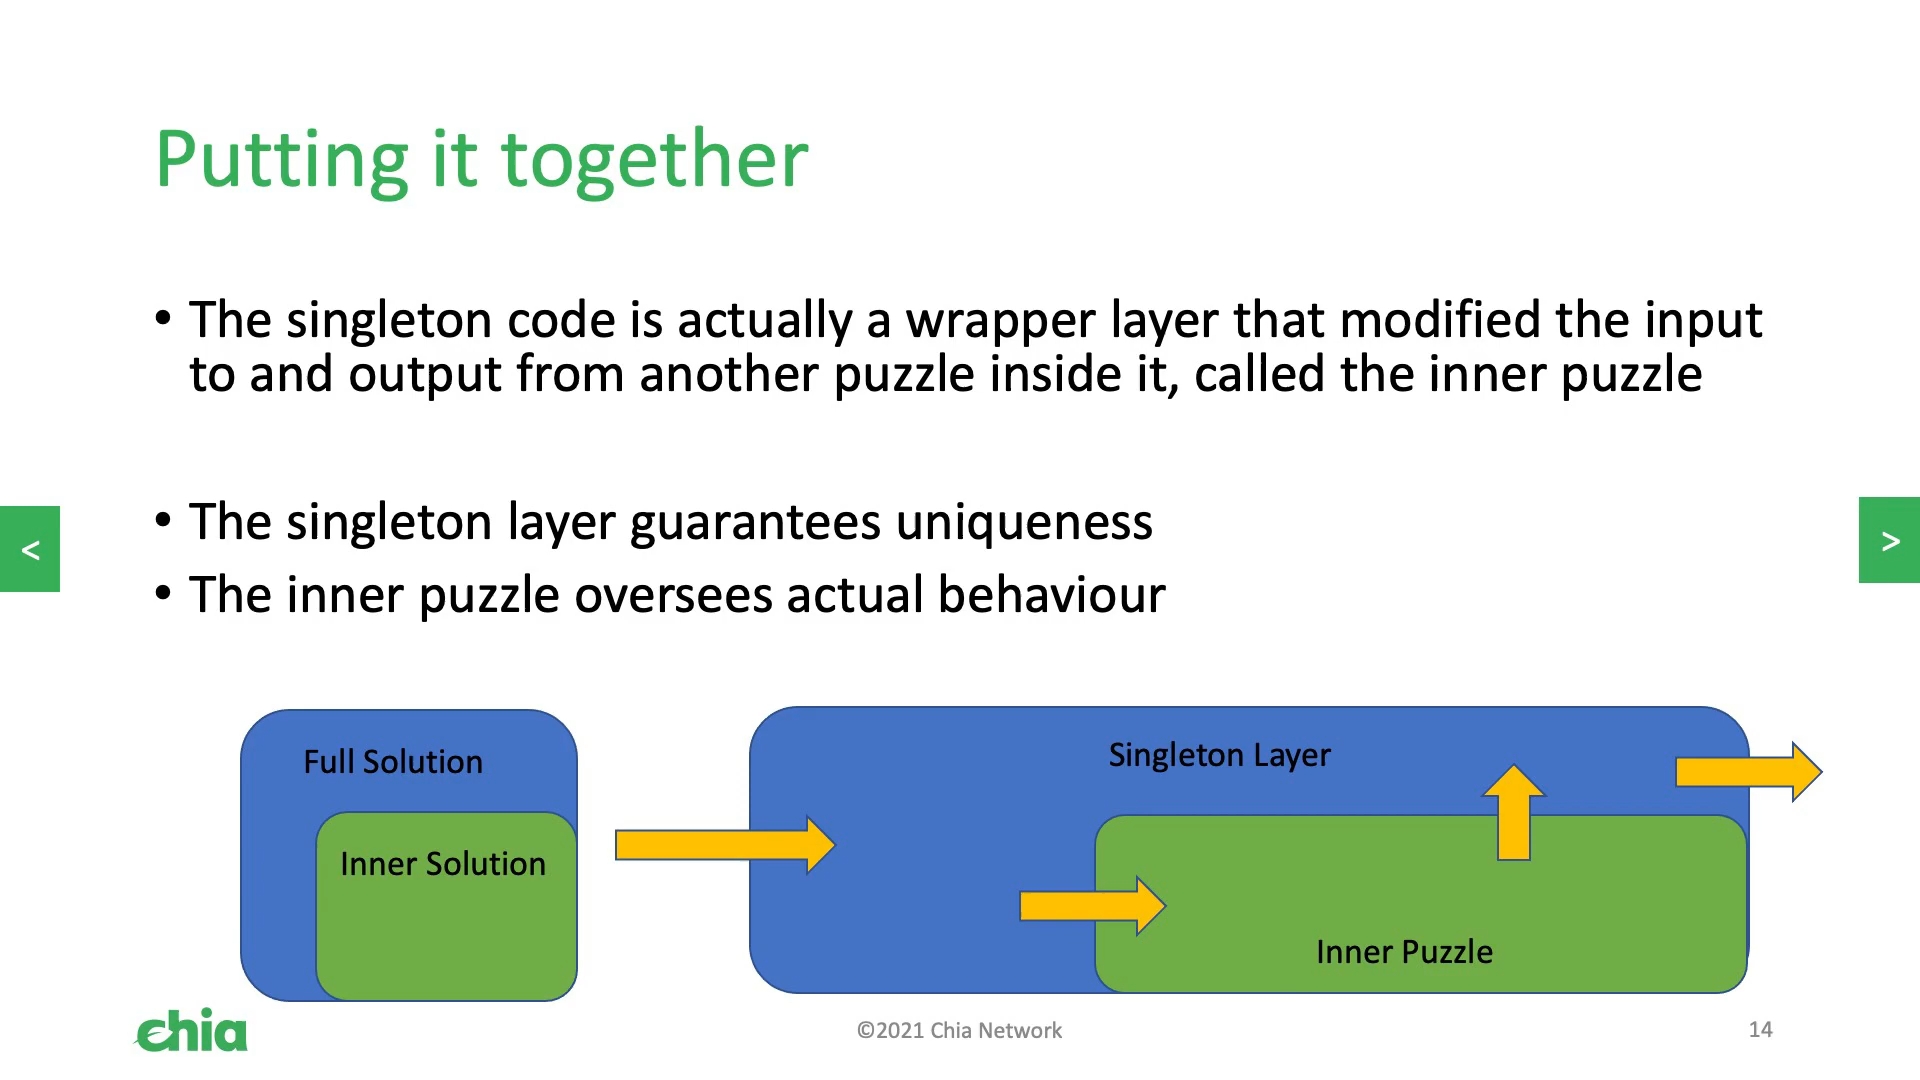 Putting it together
• The singleton code is actually a wrapper layer that modified the input
to and output from another puzzle inside it, called the inner puzzle
• The singleton layer guarantees uniqueness
• The inner puzzle oversees actual behaviour
<
>
Full Solution
Inner Solution
Singleton Layer
Inner Puzzle
chia
©2021 Chia Network
14